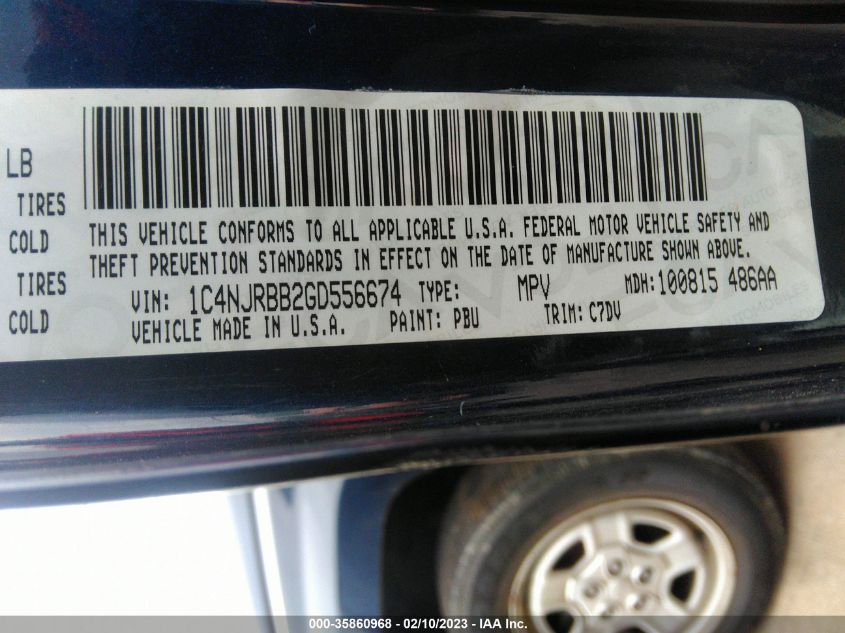 LB
TIRES
COLD
TIRES
COLD
THIS VEHICLE CONFORMS TO ALL APPLICABLE U.S.A. FEDERAL MOTOR VEHICLE SAFETY AND
THEFT PREVENTION STANDARDS IN EFFECT ON THE DATE OF MANUFACTURE SHOWN ABOVE.
VIN: 1C4NJRBB2GD556674 TYPE: MPV MDH:100815 486AA
VEHICLE MADE IN U.S.A. PAINT: PBU TRIM: C7DV
000-35860968 - 02/10/2023 - IAA Inc.